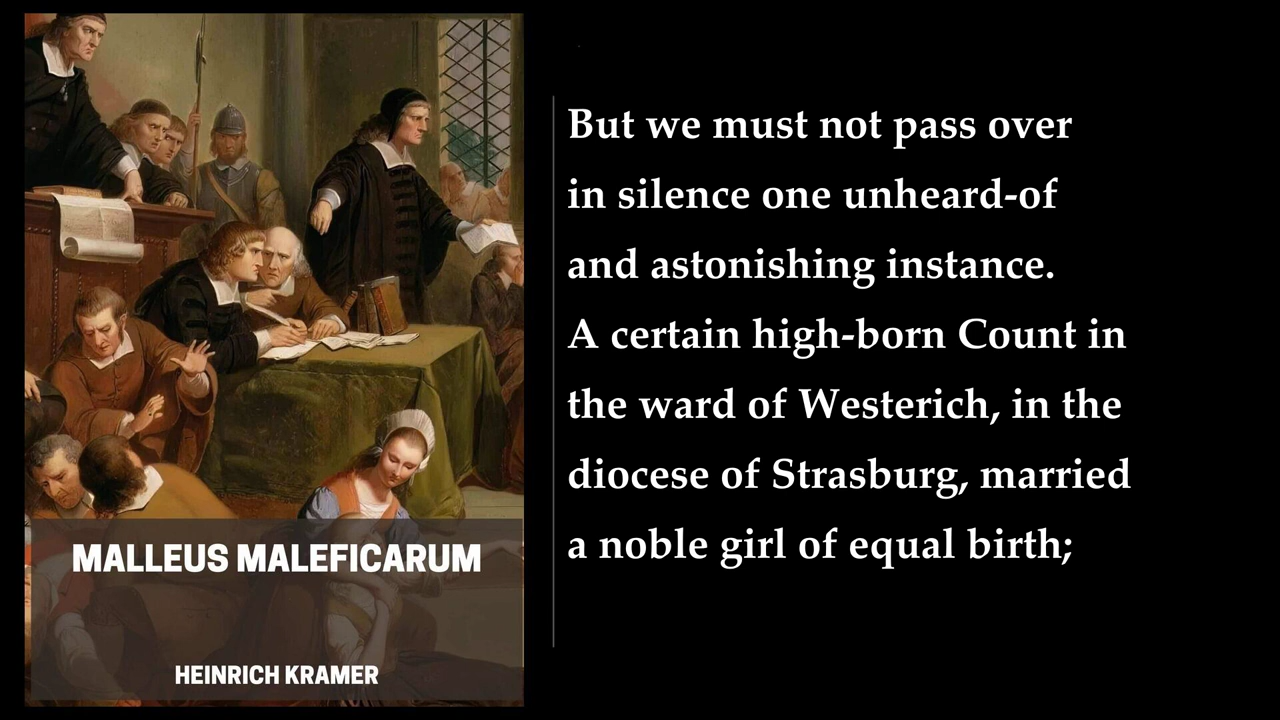 MALLEUS MALEFICARUM
HEINRICH KRAMER
But we must not pass over
in silence one unheard-of
and astonishing instance.
A certain high-born Count in
the ward of Westerich, in the
diocese of Strasburg, married
a noble girl of equal birth;